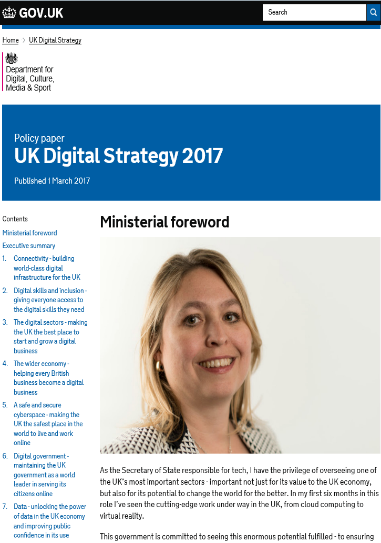 GOV.UK
Search
Home > UK Digital Strategy
Department for
Digital, Culture,
Media & Sport
Policy paper
UK Digital Strategy 2017
Published 1 March 2017
Contents
Ministerial foreword
Executive summary
1. Connectivity - building
world-class digital
infrastructure for the UK
2. Digital skills and inclusion -
giving everyone access to
the digital skills they need
3. The digital sectors - making
the UK the best place to
start and grow a digital
business
4. The wider economy -
helping every British
business become a digital
business
5. A safe and secure
cyberspace - making
the UK the safest place in the
world to live and work
online
6. Digital government -
maintaining the UK
government as a world
leader in serving its
citizens online
7. Data - unlocking the power
of data in the UK economy
and improving public
confidence in its use
Ministerial foreword
As the Secretary of State responsible for tech, I have the privilege of overseeing one of
the UK's most important sectors - important not just for its value to the UK economy,
but also for its potential to change the world for the better. In my first six months in this
role I've seen the cutting-edge work under way in the UK, from cloud computing to
virtual reality.
This government is committed to seeing this enormous potential fulfilled - to ensuring